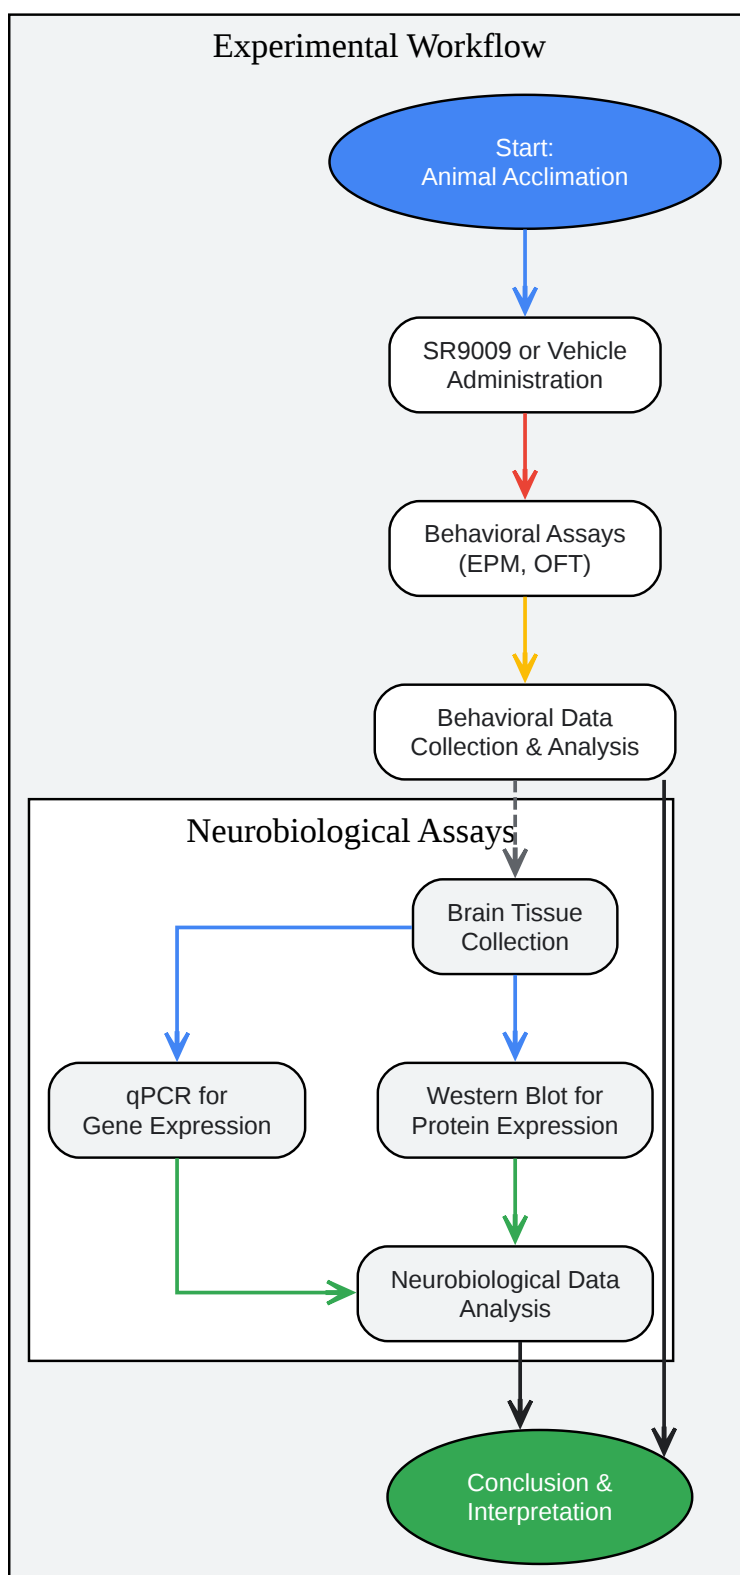 Experimental Workflow
Start:
Animal Acclimation
SR9009 or Vehicle
Administration
Behavioral Assays
(EPM, OFT)
Behavioral Data
Collection & Analysis
Neurobiological Assays
Brain Tissue
Collection
qPCR for
Gene Expression
Western Blot for
Protein Expression
Neurobiological Data
Analysis
Conclusion &
Interpretation